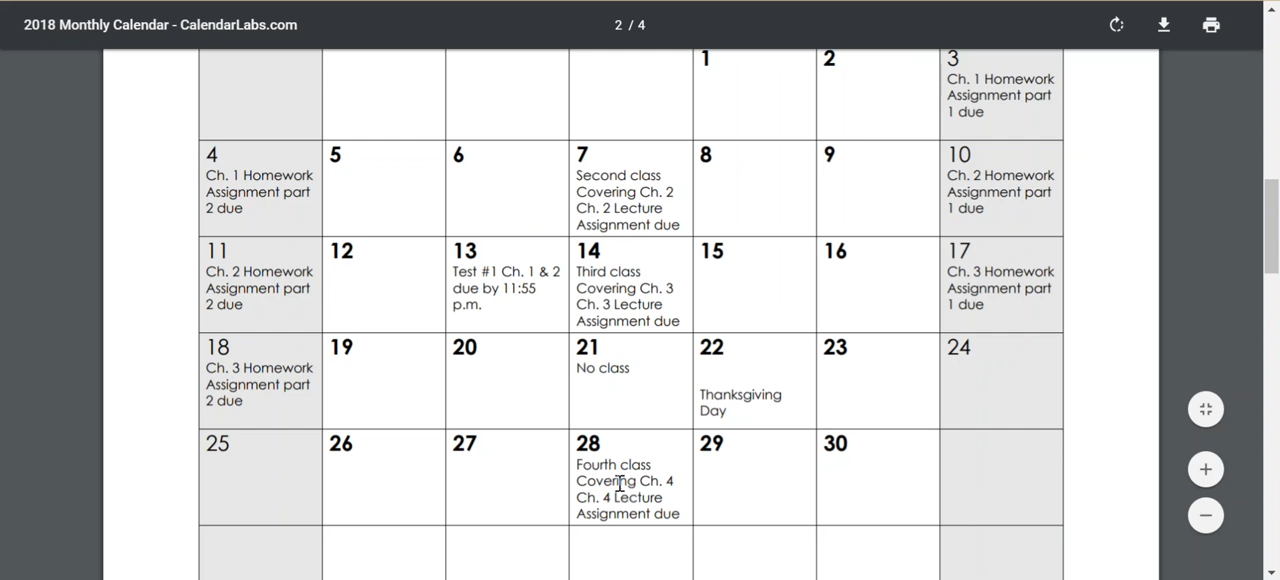 2018 Monthly Calendar - CalendarLabs.com
2 / 4
1
2
3
Ch. 1 Homework
Assignment part
1 due
4
Ch. 1 Homework
Assignment part
2 due
5
6
7
Second class
Covering Ch. 2
Ch. 2 Lecture
Assignment due
8
9
10
Ch. 2 Homework
Assignment part
1 due
11
Ch. 2 Homework
Assignment part
2 due
12
13
Test #1 Ch. 1 & 2
due by 11:55
p.m.
14
Third class
Covering Ch. 3
Ch. 3 Lecture
Assignment due
15
16
17
Ch. 3 Homework
Assignment part
1 due
18
Ch. 3 Homework
Assignment part
2 due
19
20
21
No class
22
Thanksgiving
Day
23
24
25
26
27
28
Fourth class
Covering Ch. 4
Ch. 4 Lecture
Assignment due
29
30